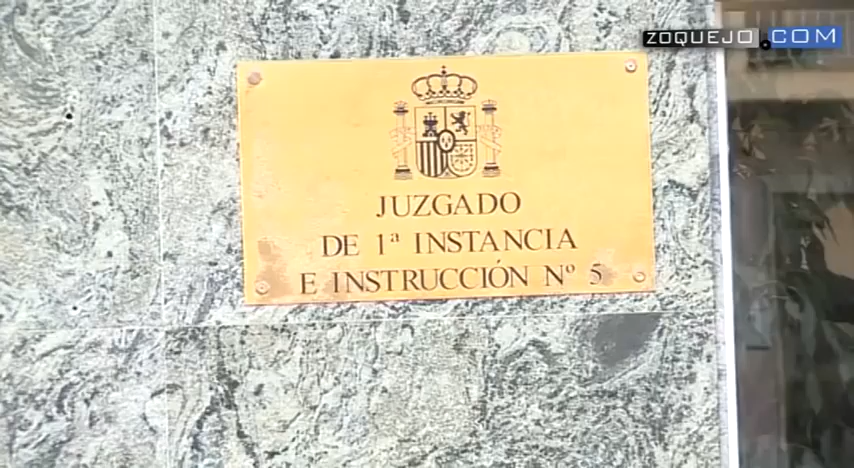 ZOQUEJO.COM
JUZGADO
DE 1ª INSTANCIA
E INSTRUCCIÓN Nº 5